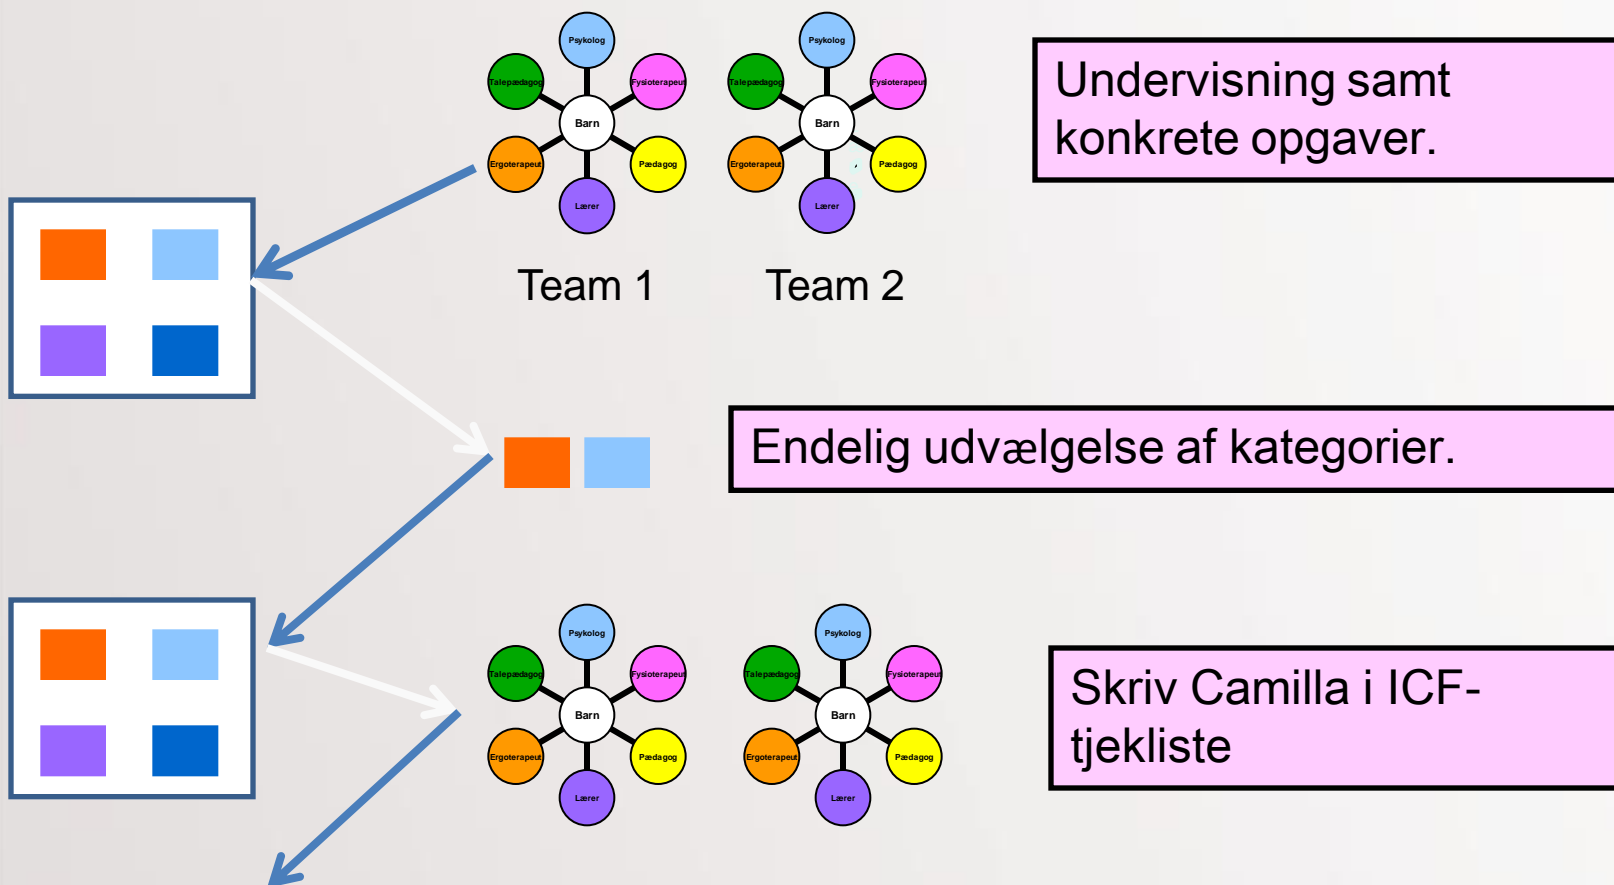 Psykolog
Talepædagog
Fysioterapeut
Barn
Ergoterapeut
Pædagog
Lærer
Team 1
Psykolog
Talepædagog
Fysioterapeut
Barn
Ergoterapeut
Pædagog
Lærer
Team 2
Undervisning samt
konkrete opgaver.
Endelig udvælgelse af kategorier.
Psykolog
Talepædagog
Fysioterapeut
Barn
Ergoterapeut
Pædagog
Lærer
Psykolog
Talepædagog
Fysioterapeut
Barn
Ergoterapeut
Pædagog
Lærer
Skriv Camilla i ICF-
tjekliste